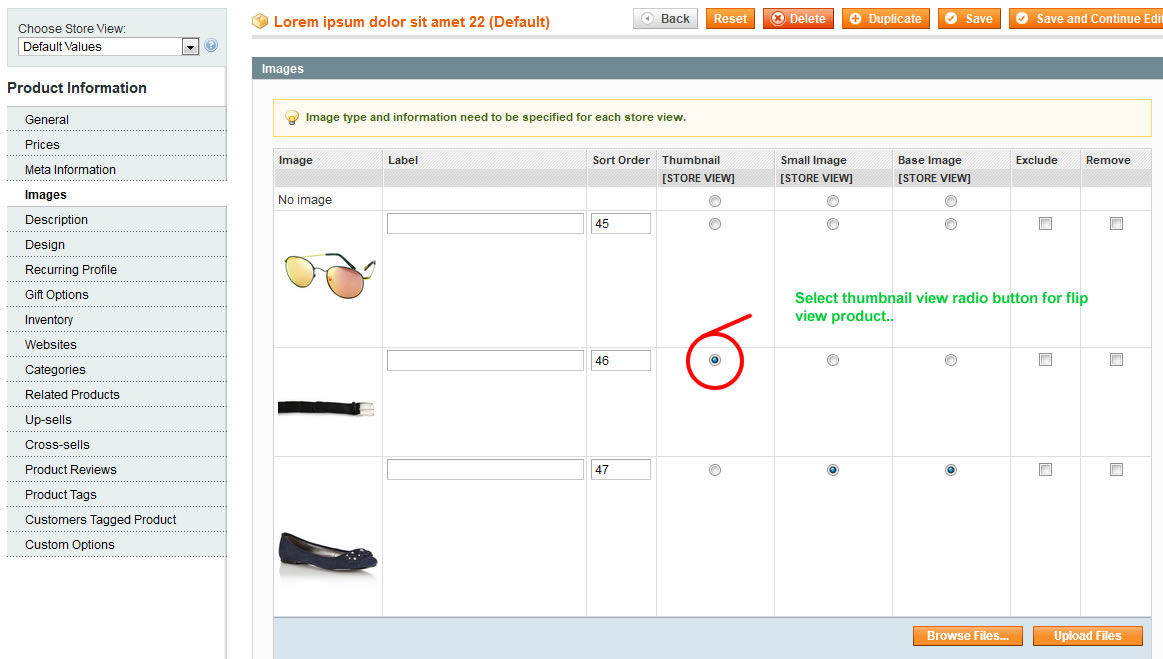 Choose Store View:
Default Values
Product Information
General
Prices
Meta Information
Images
Description
Design
Recurring Profile
Gift Options
Inventory
Websites
Categories
Related Products
Up-sells
Cross-sells
Product Reviews
Product Tags
Customers Tagged Product
Custom Options
Lorem ipsum dolor sit amet 22 (Default)
Back Reset Delete Duplicate Save Save and Continue Edi
Images
Image type and information need to be specified for each store view.
Image Label Sort Order Thumbnail Small Image Base Image Exclude Remove
[STORE VIEW] [STORE VIEW] [STORE VIEW]
No image
45
Select thumbnail view radio button for flip
view product..
46
47
Browse Files... Upload Files